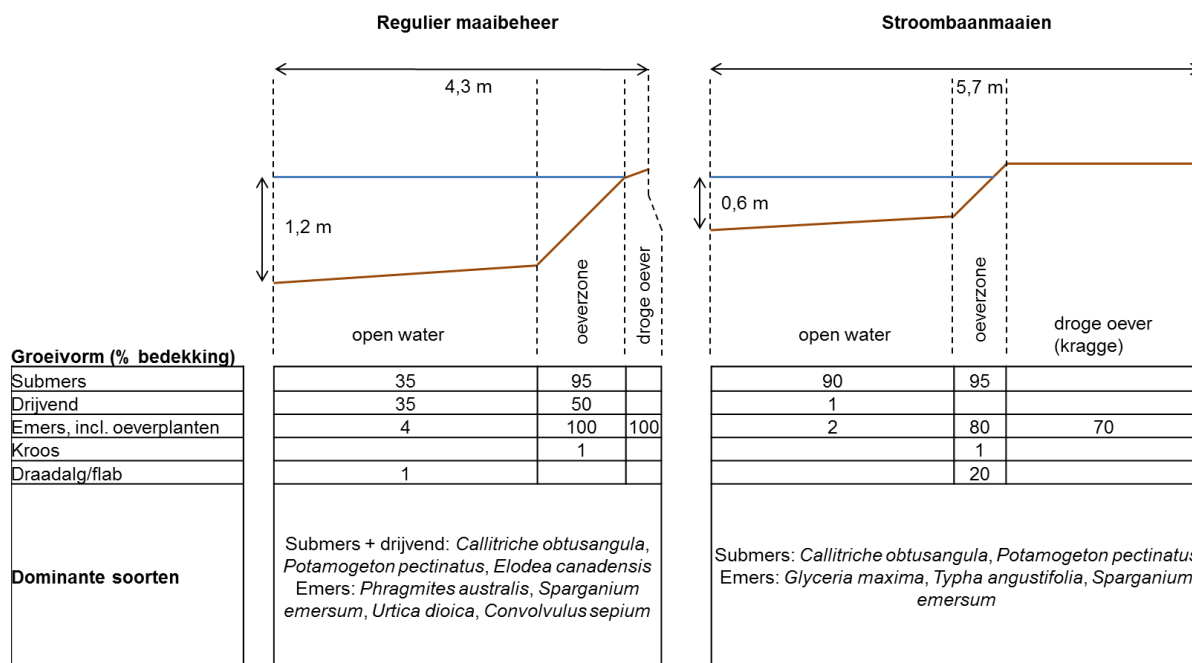 Regulier maaibeheer
Stroombaanmaaien
4,3 m
5,7 m
1,2 m
0,6 m
open water
oeverzone
droge oever
open water
oeverzone
droge oever
(kragge)
Groeivorm (% bedekking)
Submers 35 95 90 95
Drijvend 35 50 1
Emers, incl. oeverplanten 4 100 100 2 80 70
Kroos 1 1
Draadalg/flab 1 20
Dominante soorten
Submers + drijvend: Callitriche obtusangula,
Potamogeton pectinatus, Elodea canadensis
Emers: Phragmites australis, Sparganium
emersum, Urtica dioica, Convolvulus sepium
Submers: Callitriche obtusangula, Potamogeton pectinatus
Emers: Glyceria maxima, Typha angustifolia, Sparganium
emersum